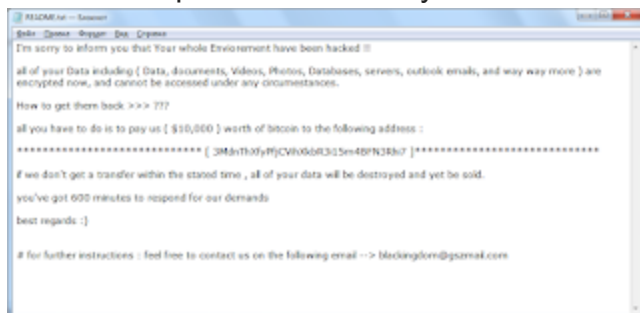 README.txt — Блокнот
Файл Правка Формат Вид Справка
I'm sorry to inform you that Your whole Enviorement have been hacked !!
all of your Data including ( Data, documents, Videos, Photos, Databases, servers, outlook emails, and way way more ) are
encrypted now, and cannot be accessed under any circumestances.
How to get them back >>> ???
all you have to do is to pay us ( $10,000 ) worth of bitcoin to the following address :
if we don't get a transfer within the stated time , all of your data will be destroyed and yet be sold.
you've got 600 minutes to respond for our demands
best regards :}
# for further instructions : feel free to contact us on the following email --> blackingdom@gszmail.com